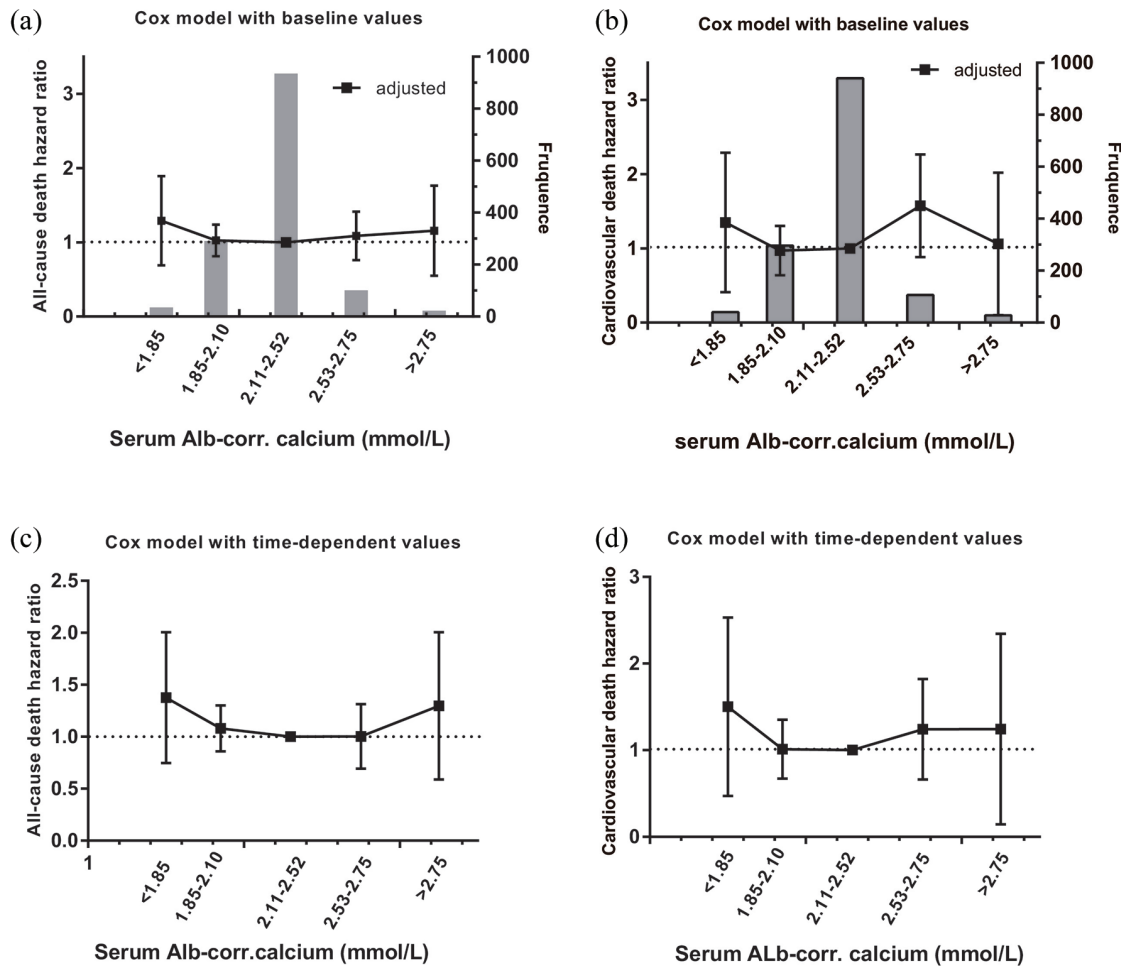 (a)
Cox model with baseline values
adjusted
All-cause death hazard ratio
3
2
1
0
1000
800
600
400
200
0
Fruquence
<1.85
1.85-2.10
2.11-2.52
2.53-2.75
>2.75
Serum Alb-corr. calcium (mmol/L)
(b)
Cox model with baseline values
adjusted
Cardiovascular death hazard ratio
3
2
1
0
1000
800
600
400
200
0
Fruquence
<1.85
1.85-2.10
2.11-2.52
2.53-2.75
>2.75
serum Alb-corr.calcium (mmol/L)
(c)
Cox model with time-dependent values
All-cause death hazard ratio
2.5
2.0
1.5
1.0
0.5
0.0
1
<1.85
1.85-2.10
2.11-2.52
2.53-2.75
>2.75
Serum Alb-corr.calcium (mmol/L)
(d)
Cox model with time-dependent values
Cardiovascular death hazard ratio
3
2
1
0
<1.85
1.85-2.10
2.11-2.52
2.53-2.75
>2.75
Serum ALb-corr. calcium (mmol/L)